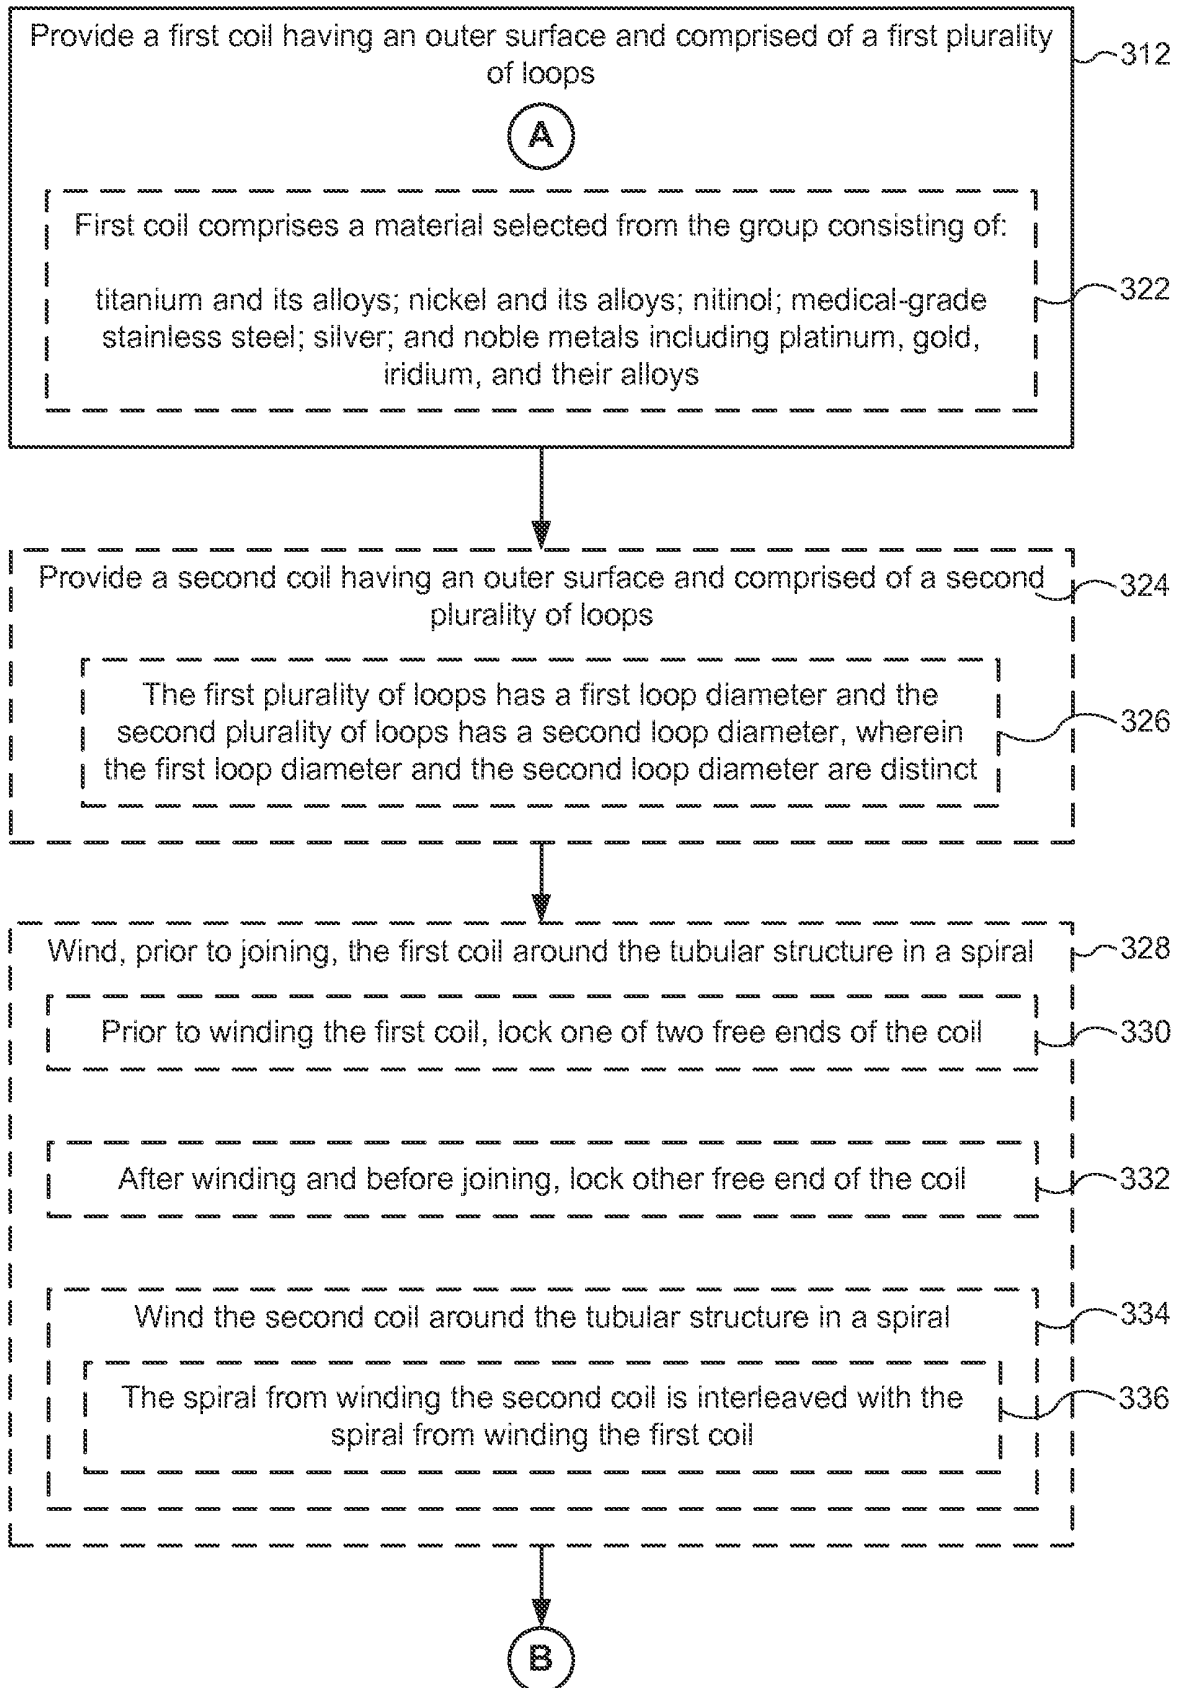 Provide a first coil having an outer surface and comprised of a first plurality
of loops
312
A
First coil comprises a material selected from the group consisting of:
titanium and its alloys; nickel and its alloys; nitinol; medical-grade
stainless steel; silver; and noble metals including platinum, gold,
iridium, and their alloys
322
Provide a second coil having an outer surface and comprised of a second
plurality of loops
324
The first plurality of loops has a first loop diameter and the
second plurality of loops has a second loop diameter, wherein
the first loop diameter and the second loop diameter are distinct
326
Wind, prior to joining, the first coil around the tubular structure in a spiral
328
Prior to winding the first coil, lock one of two free ends of the coil
330
After winding and before joining, lock other free end of the coil
332
Wind the second coil around the tubular structure in a spiral
334
The spiral from winding the second coil is interleaved with the
spiral from winding the first coil
336
B